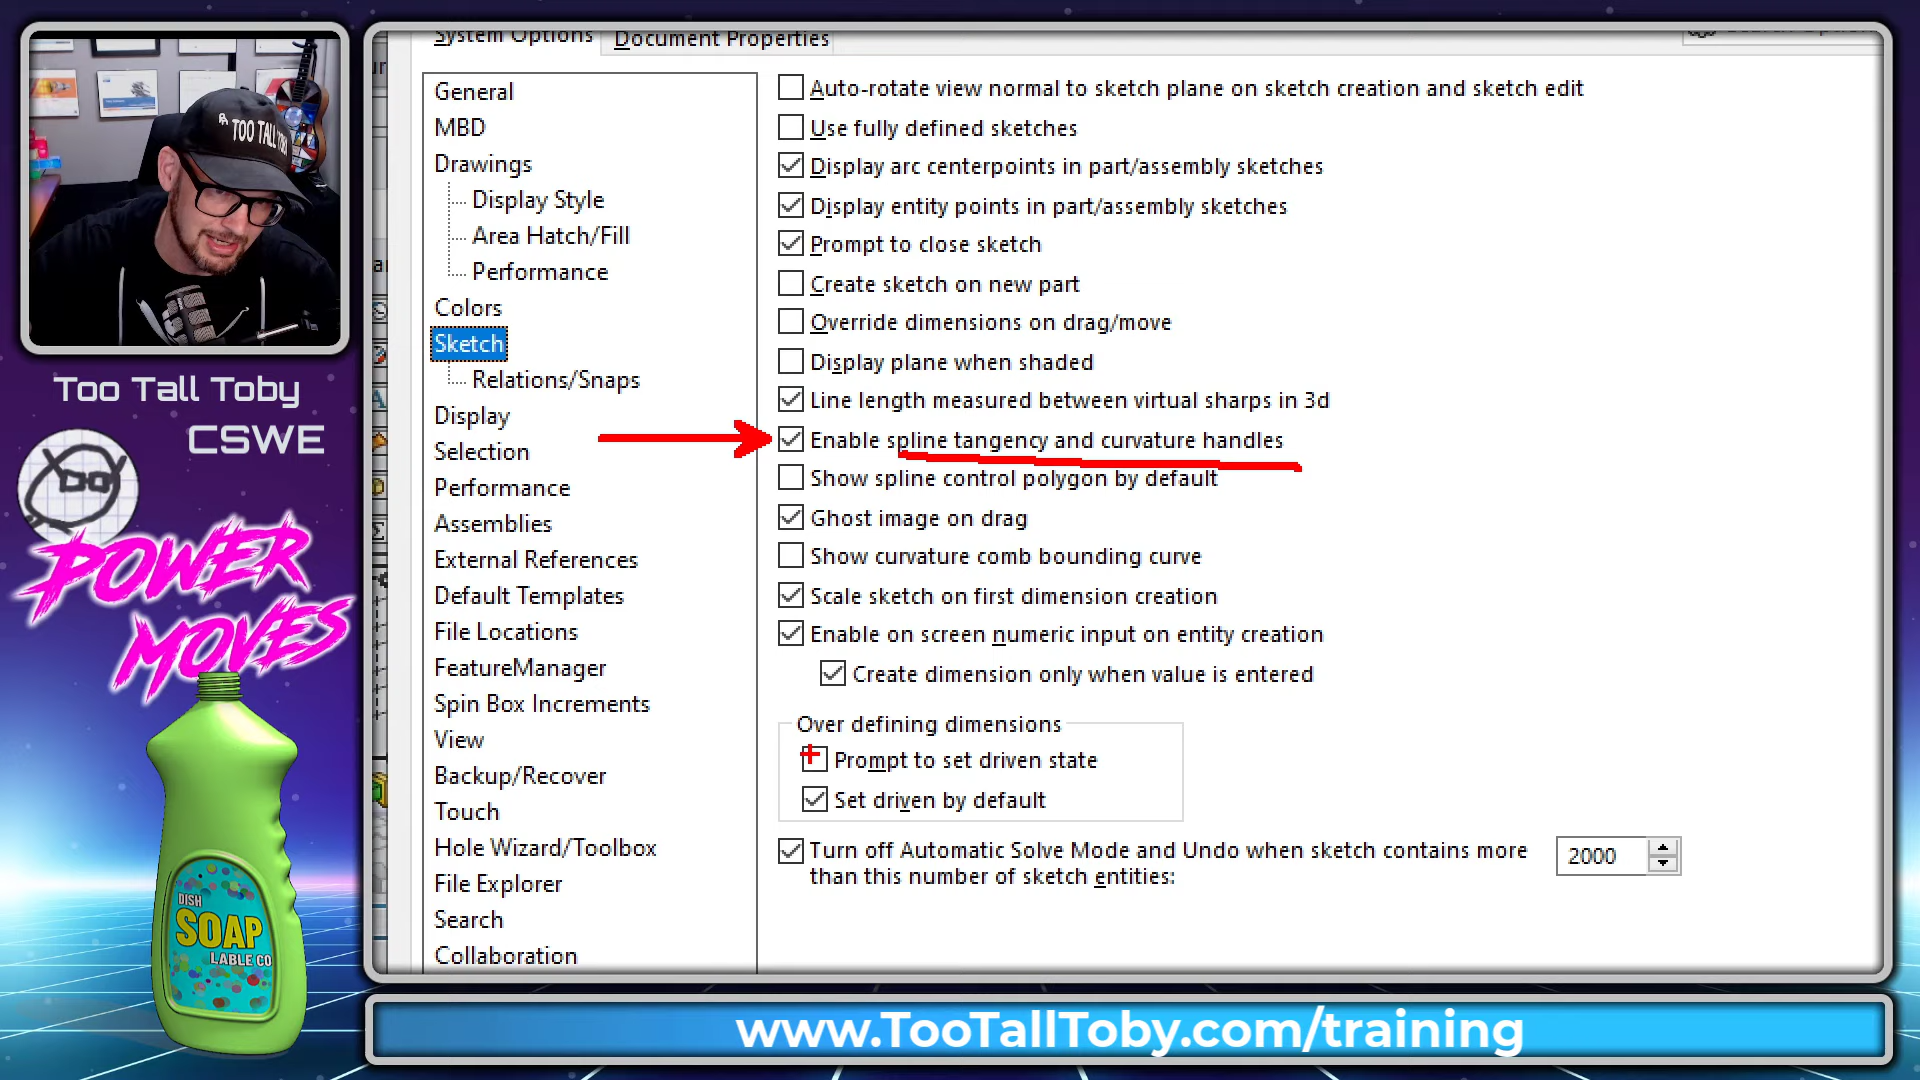 System Options
Document Properties
General
MBD
Drawings
Display Style
Area Hatch/Fill
Performance
Colors
Sketch
Relations/Snaps
Display
Selection
Performance
Assemblies
External References
Default Templates
File Locations
FeatureManager
Spin Box Increments
View
Backup/Recover
Touch
Hole Wizard/Toolbox
File Explorer
Search
Collaboration
Auto-rotate view normal to sketch plane on sketch creation and sketch edit
Use fully defined sketches
Display arc centerpoints in part/assembly sketches
Display entity points in part/assembly sketches
Prompt to close sketch
Create sketch on new part
Override dimensions on drag/move
Display plane when shaded
Line length measured between virtual sharps in 3d
Enable spline tangency and curvature handles
Show spline control polygon by default
Ghost image on drag
Show curvature comb bounding curve
Scale sketch on first dimension creation
Enable on screen numeric input on entity creation
Create dimension only when value is entered
Over defining dimensions
Prompt to set driven state
Set driven by default
Turn off Automatic Solve Mode and Undo when sketch contains more
than this number of sketch entities:
2000
TOO TALL TOBY
Too Tall Toby
CSWE
POWER
MOVES
DISH
SOAP
LABLE CO
www.TooTallToby.com/training